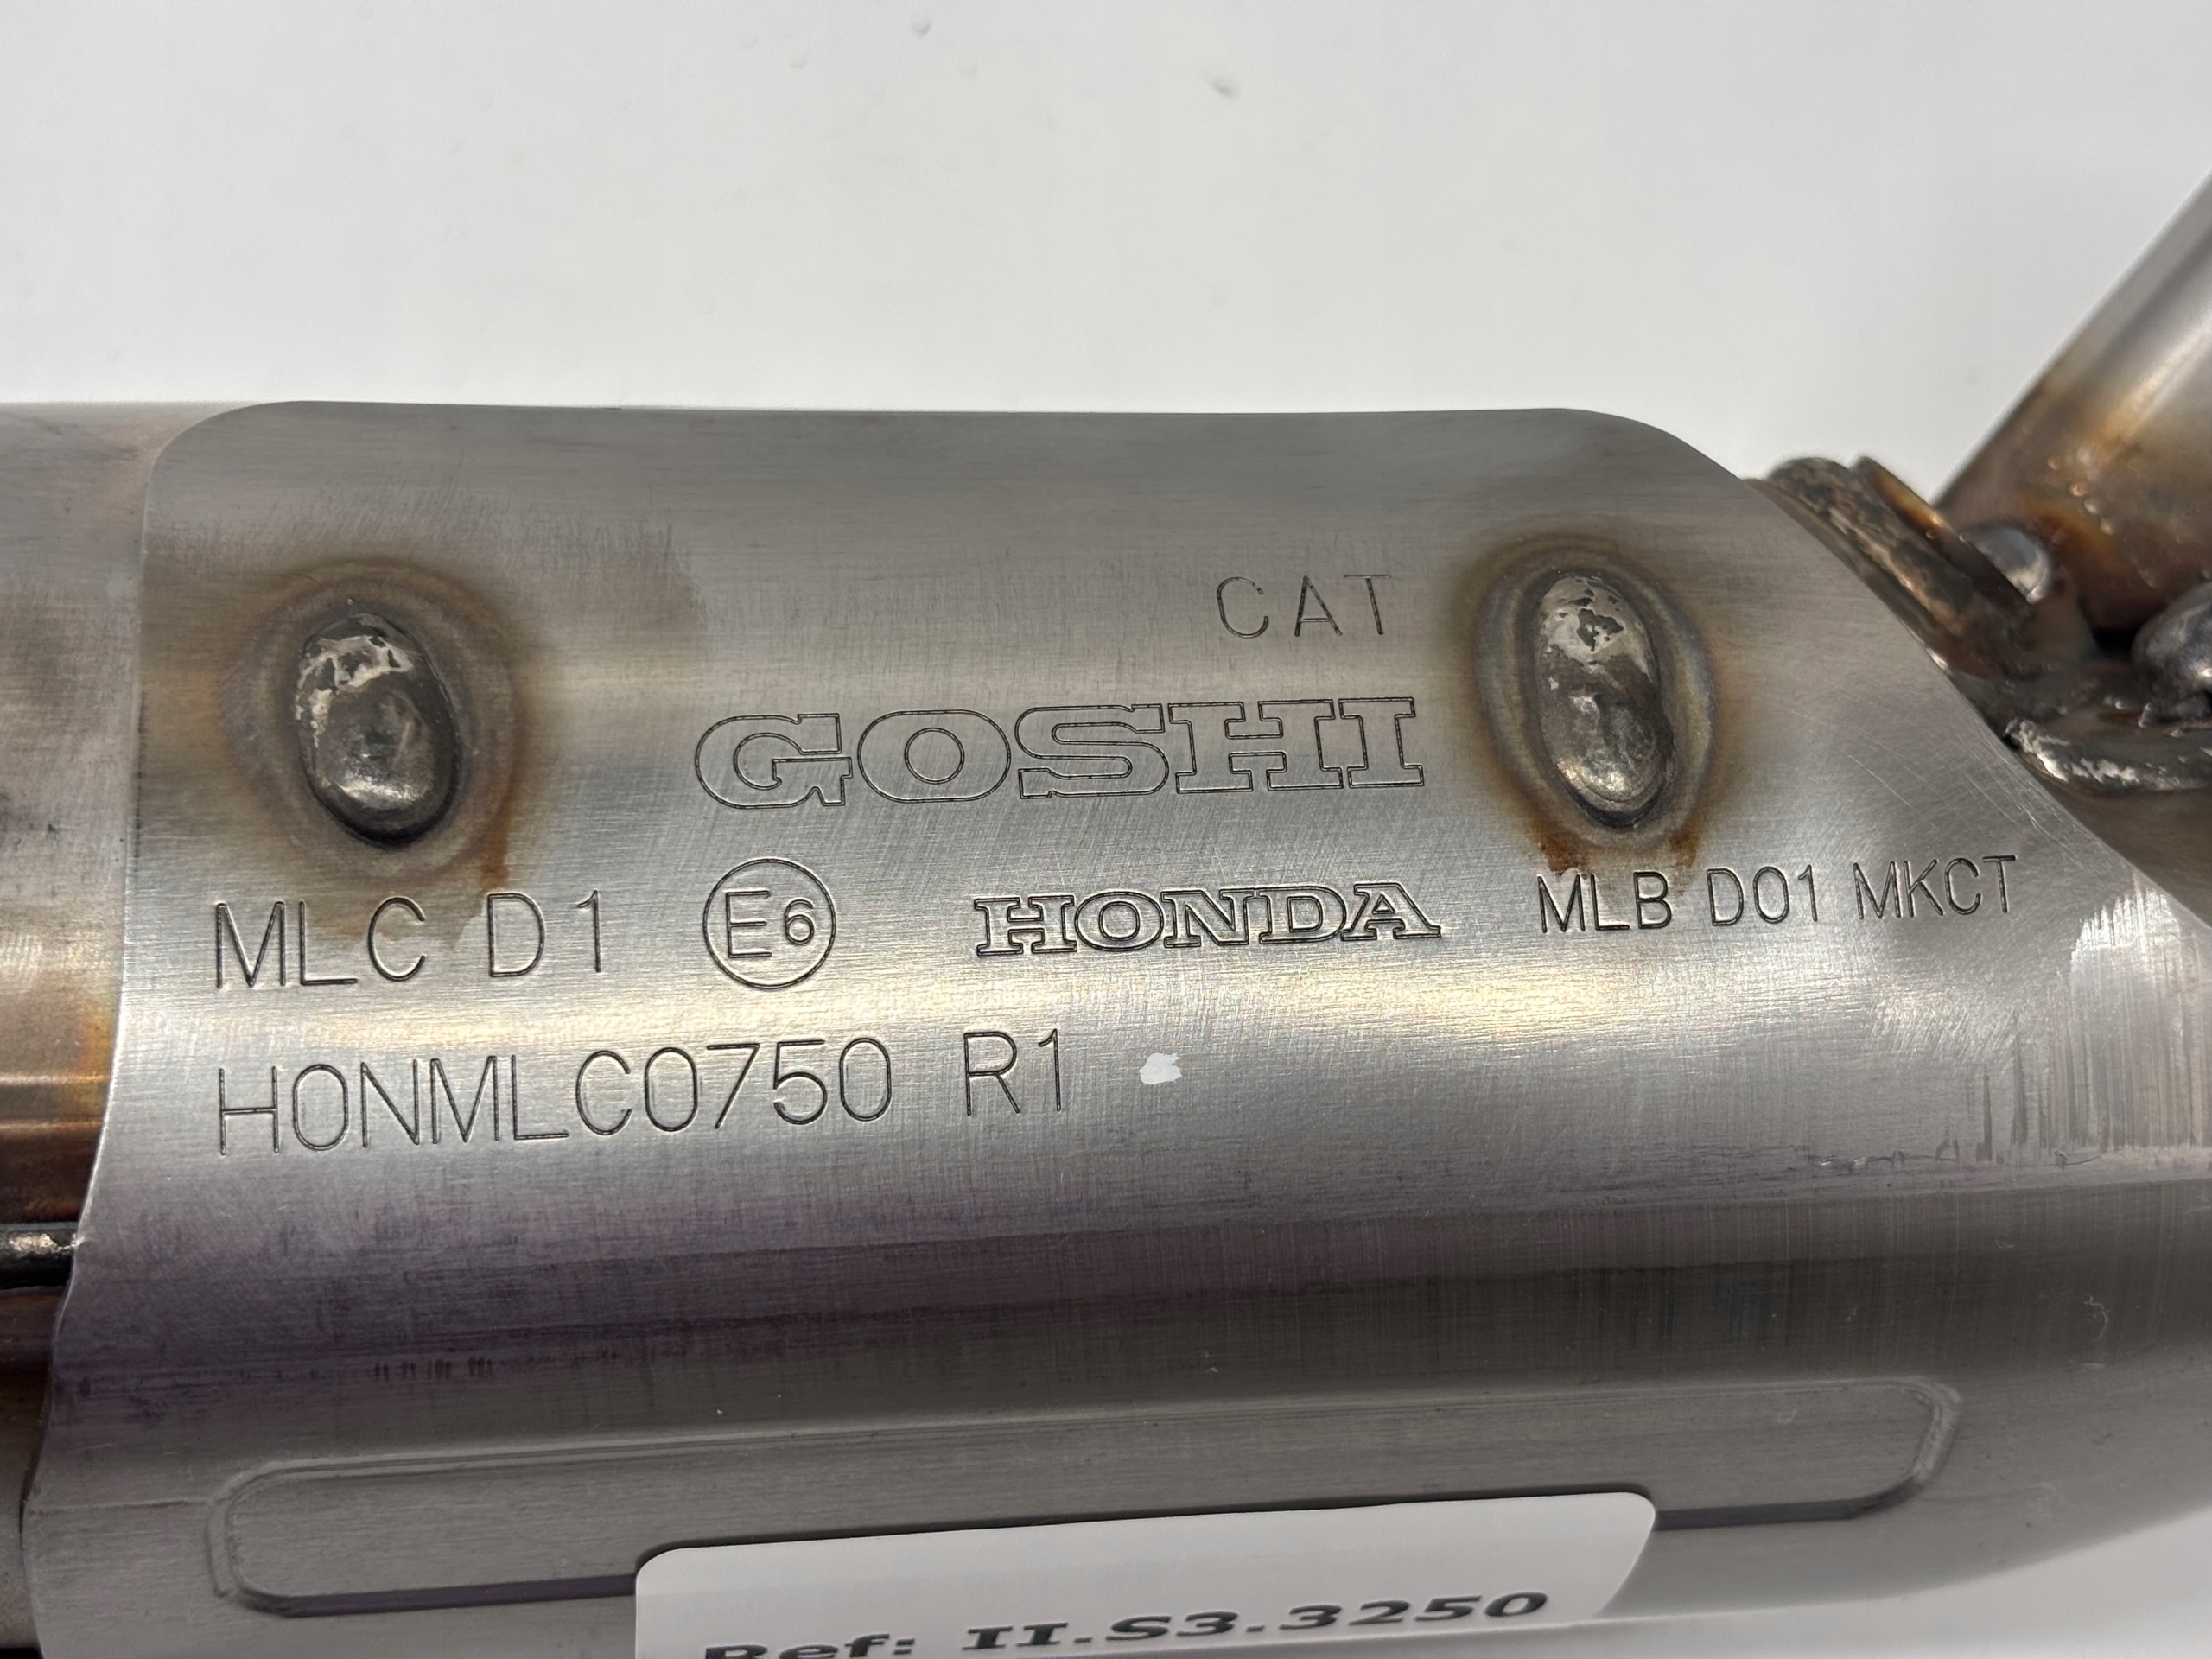 CAT
GOSHI
MLC D1 E6 HONDA MLB D01 MKCT
HONMLC0750 R1
Ref: II.S3.3250